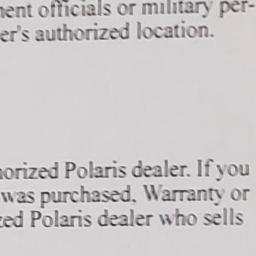 nent officials or military per-
er's authorized location.
norized Polaris dealer. If you
was purchased, Warranty or
zed Polaris dealer who sells